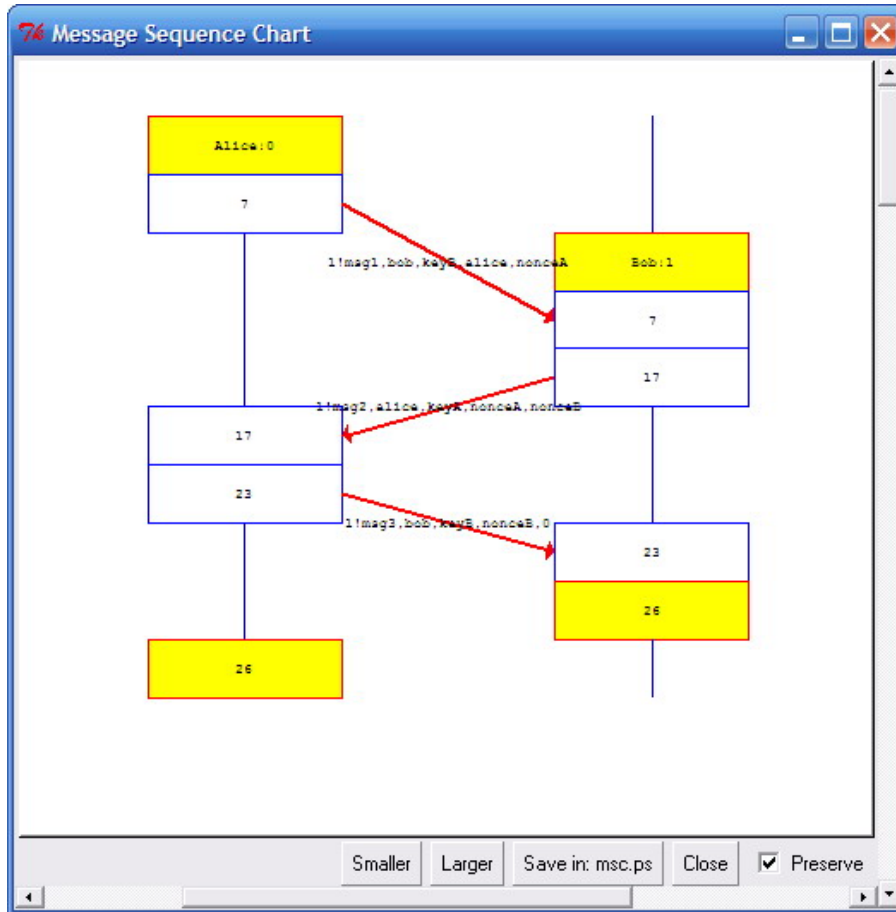 Message Sequence Chart
Alice:0
7
1!msg1,bob,keyB,alice,nonceA
Bob:1
7
17
1!msg2,alice,keyA,nonceA,nonceB
17
23
1!msg3,bob,keyB,nonceB,0
23
26
26
Smaller Larger Save in: msc.ps Close Preserve